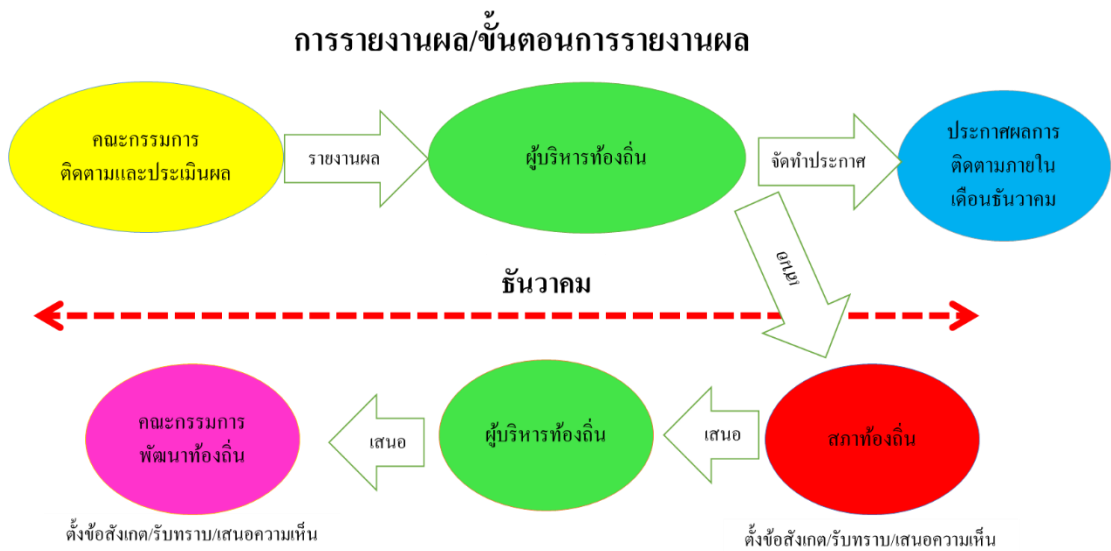 การรายงานผล/ขั้นตอนการรายงานผล
คณะกรรมการ
ติดตามและประเมินผล
รายงานผล
ผู้บริหารท้องถิ่น
จัดทำประกาศ
ประกาศผลการ
ติดตามภายใน
เดือนธันวาคม
เสนอ
ธันวาคม
คณะกรรมการ
พัฒนาท้องถิ่น
เสนอ
ผู้บริหารท้องถิ่น
เสนอ
สภาท้องถิ่น
ตั้งข้อสังเกต/รับทราบ/เสนอความเห็น
ตั้งข้อสังเกต/รับทราบ/เสนอความเห็น